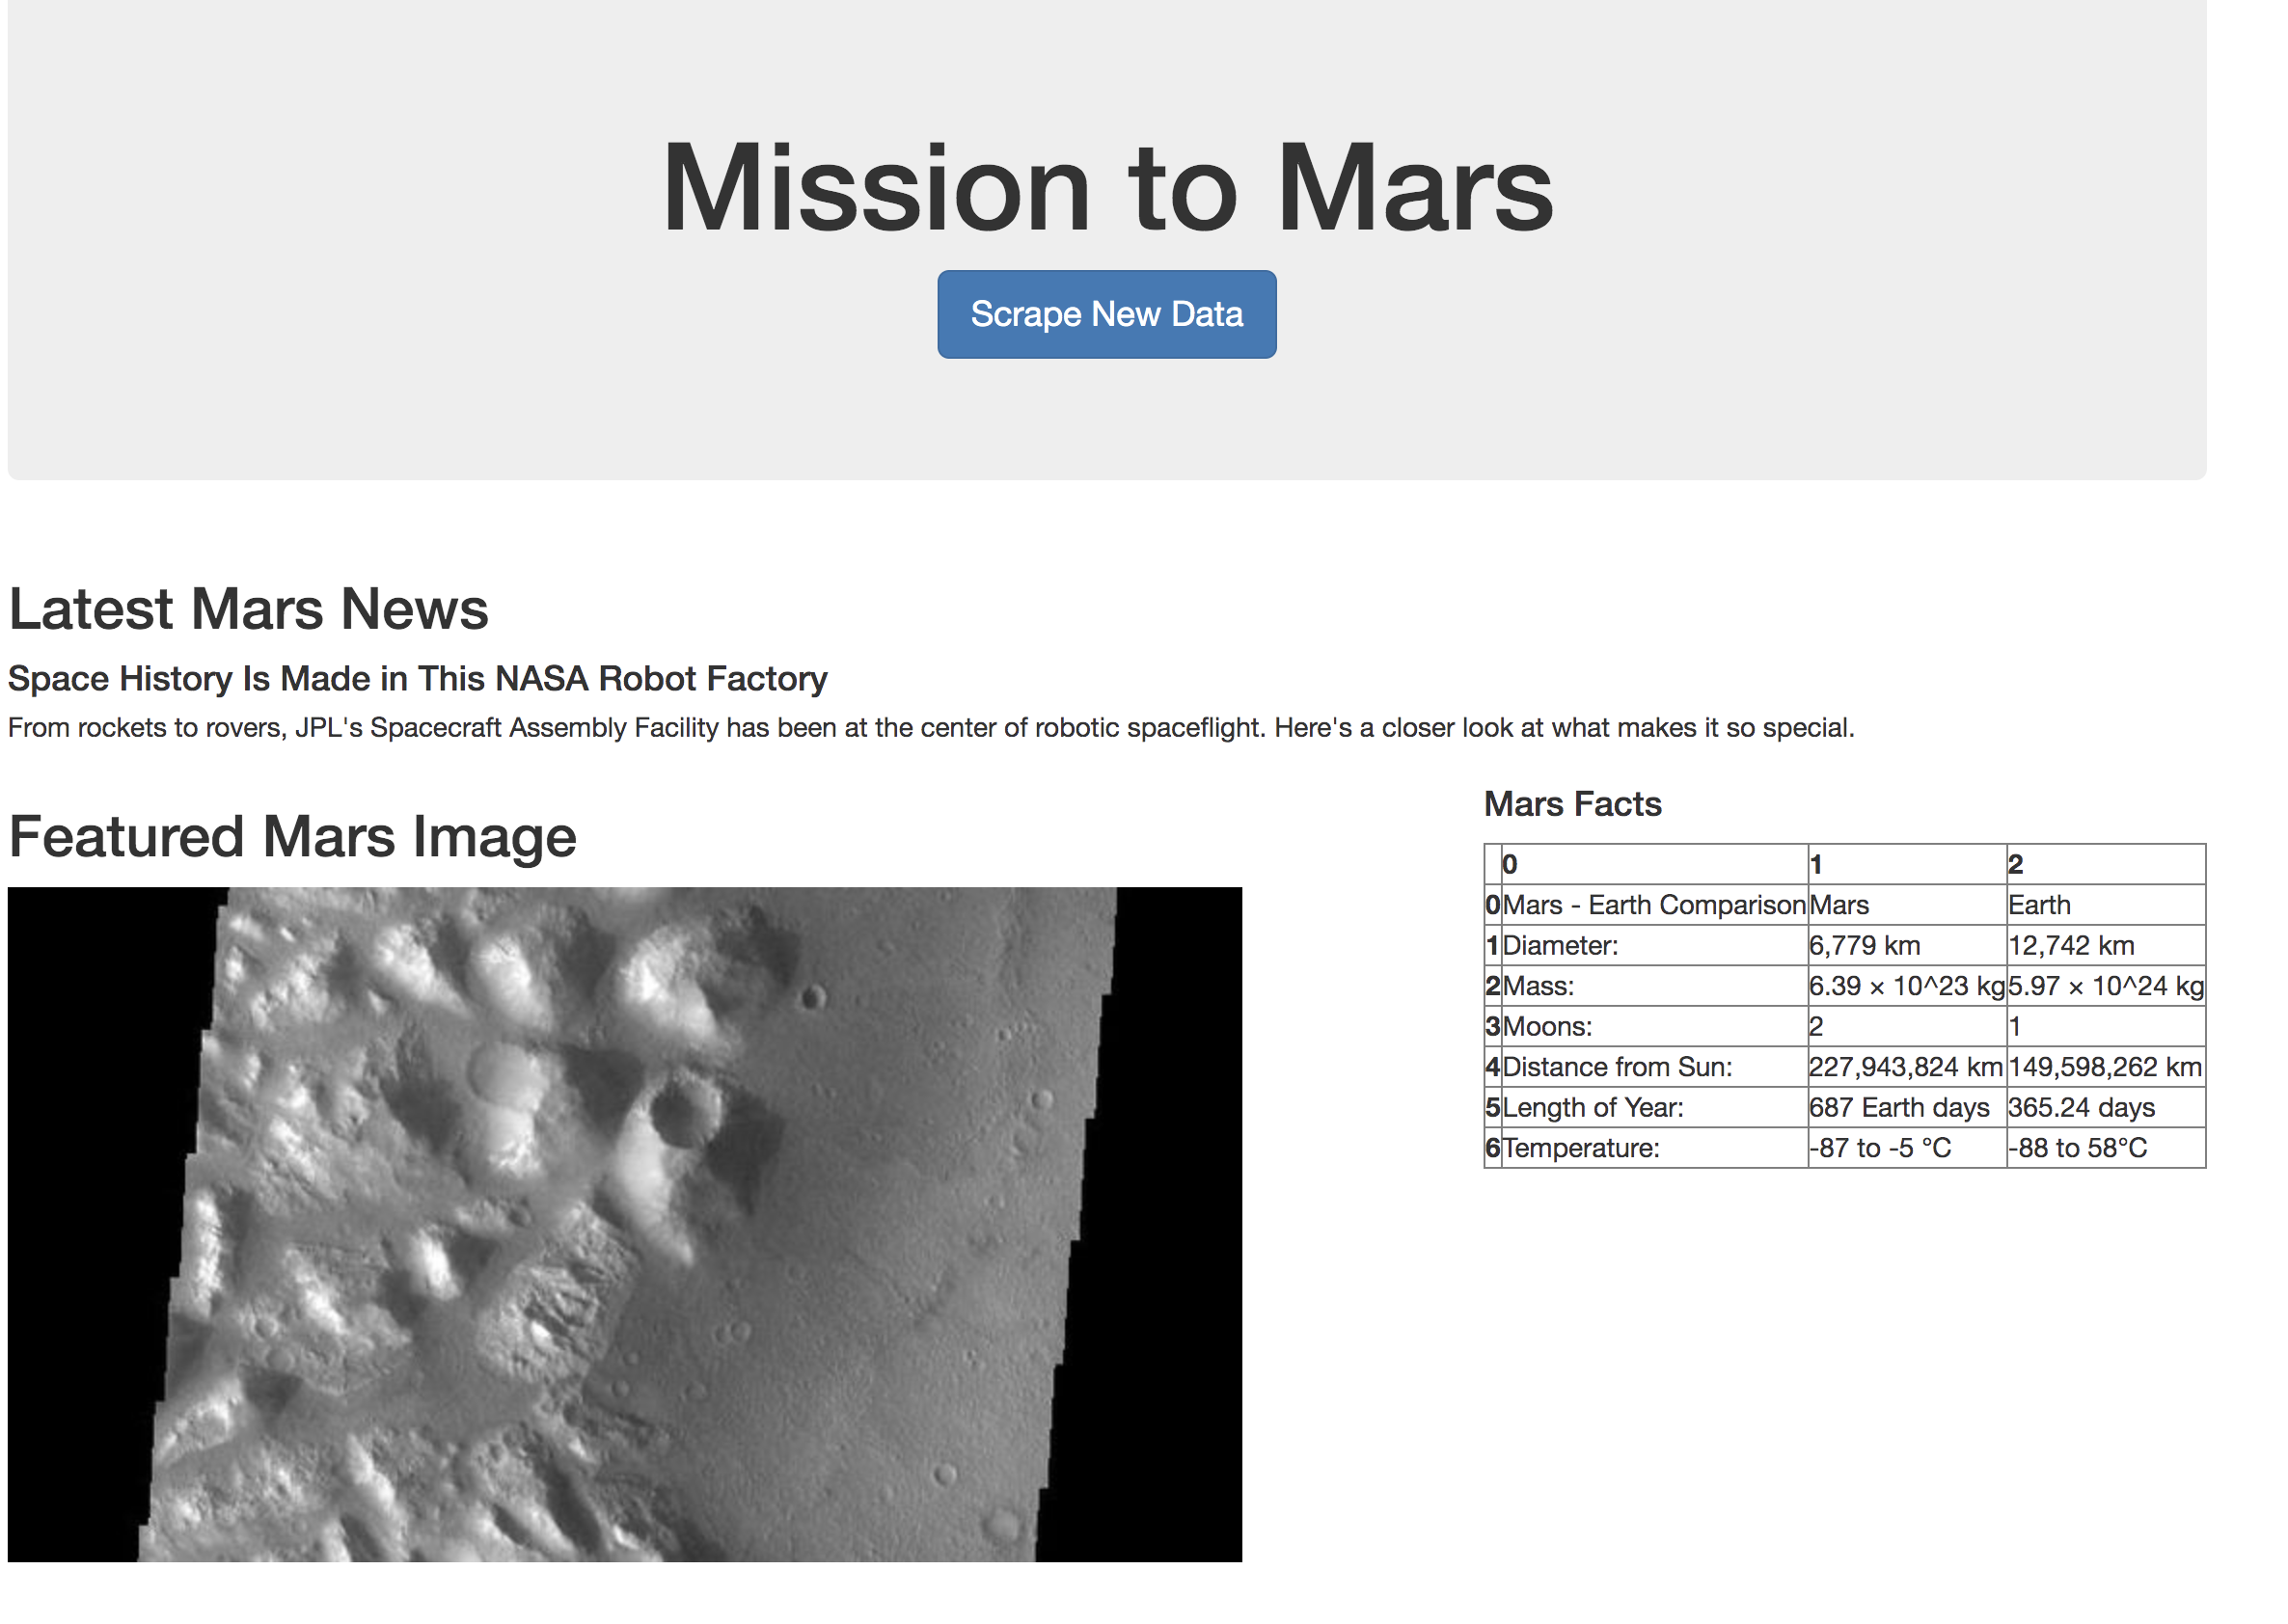 Mission to Mars
Scrape New Data
Latest Mars News
Space History Is Made in This NASA Robot Factory
From rockets to rovers, JPL's Spacecraft Assembly Facility has been at the center of robotic spaceflight. Here's a closer look at what makes it so special.
Featured Mars Image
Mars Facts
0 1 2
0 Mars - Earth Comparison Mars Earth
1 Diameter: 6,779 km 12,742 km
2 Mass: 6.39 × 10^23 kg 5.97 × 10^24 kg
3 Moons: 2 1
4 Distance from Sun: 227,943,824 km 149,598,262 km
5 Length of Year: 687 Earth days 365.24 days
6 Temperature: -87 to -5 °C -88 to 58°C